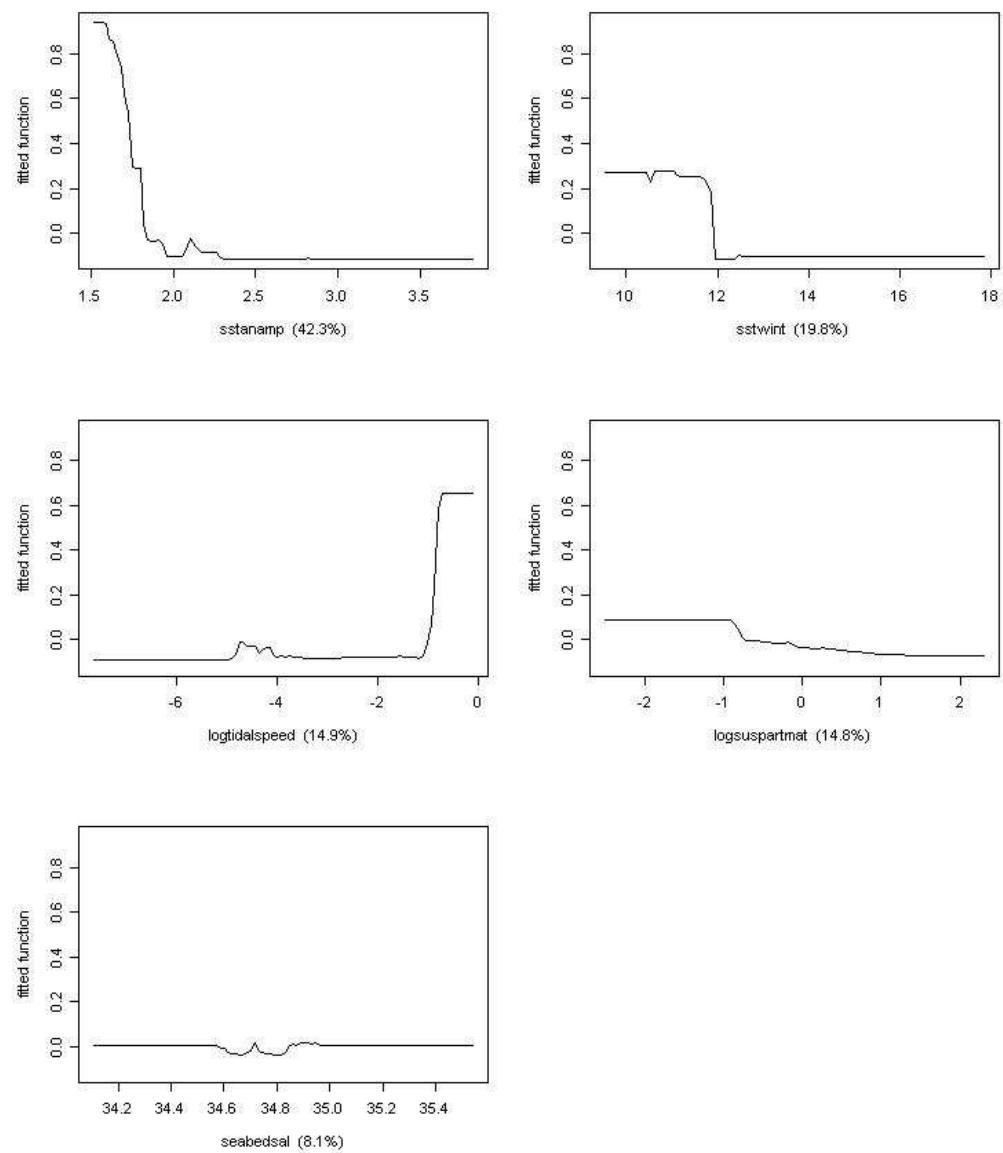 fitted function
0.0 0.2 0.4 0.6 0.8
1.5 2.0 2.5 3.0 3.5
sstanamp (42.3%)
fitted function
0.0 0.2 0.4 0.6 0.8
10 12 14 16 18
sstwint (19.8%)
fitted function
0.0 0.2 0.4 0.6 0.8
-6 -4 -2 0
logtidalspeed (14.9%)
fitted function
0.0 0.2 0.4 0.6 0.8
-2 -1 0 1 2
logsuspartmat (14.8%)
fitted function
0.0 0.2 0.4 0.6 0.8
34.2 34.4 34.6 34.8 35.0 35.2 35.4
seabedsal (8.1%)